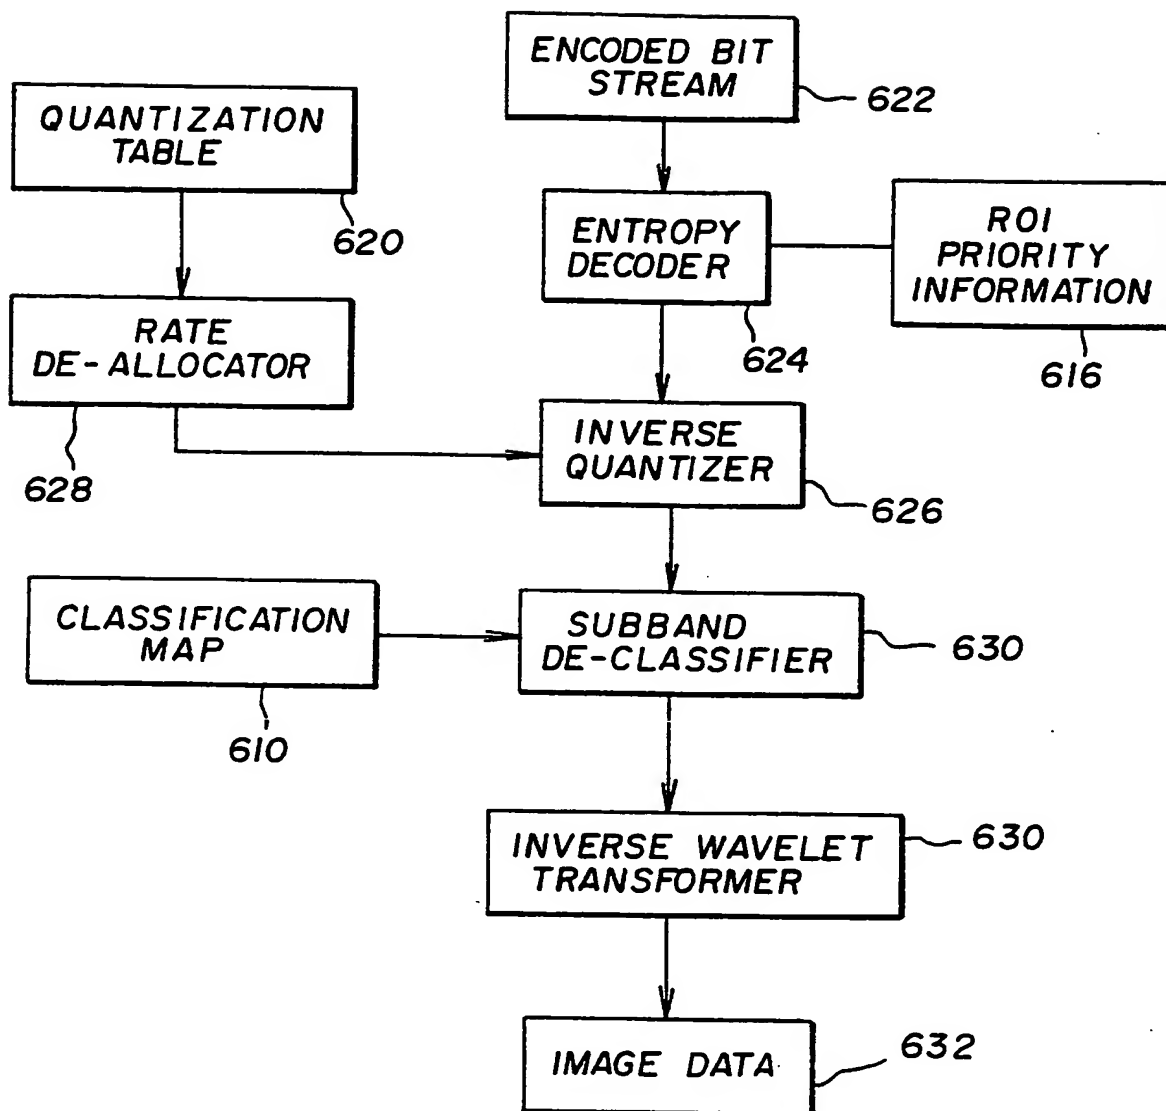 ENCODED BIT
STREAM
622
QUANTIZATION
TABLE
620
ENTROPY
DECODER
624
ROI
PRIORITY
INFORMATION
616
RATE
DE-ALLOCATOR
628
INVERSE
QUANTIZER
626
CLASSIFICATION
MAP
610
SUBBAND
DE-CLASSIFIER
630
INVERSE WAVELET
TRANSFORMER
630
IMAGE DATA
632